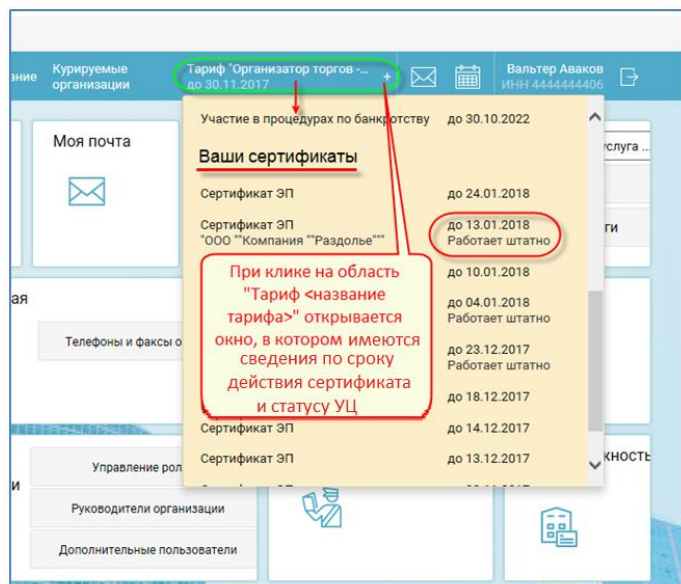 ание
Курируемые
организации
Тариф "Организатор торгов -... +
до 30.11.2017
Вальтер Аваков
ИНН 4444444406
Моя почта
Участие в процедурах по банкротству до 30.10.2022
Ваши сертификаты
Сертификат ЭП до 24.01.2018
Сертификат ЭП до 13.01.2018
"ООО ""Компания ""Раздолье""" Работает штатно
до 10.01.2018
до 04.01.2018
Работает штатно
до 23.12.2017
Работает штатно
до 18.12.2017
Сертификат ЭП до 14.12.2017
Сертификат ЭП до 13.12.2017
При клике на область
"Тариф <название
тарифа>" открывается
окно, в котором имеются
сведения по сроку
действия сертификата
и статусу УЦ
услуга ...
ти
ая
Телефоны и факсы о
и
Управление рол
Руководители организации
Дополнительные пользователи
жность